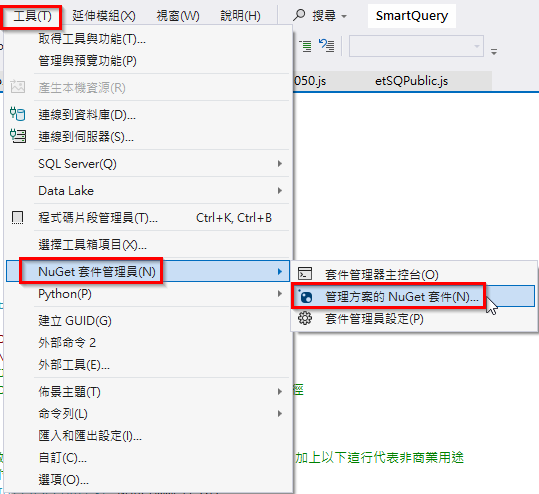 工具(T) 延伸模組(X) 視窗(W) 說明(H) 搜尋 SmartQuery
取得工具與功能(T)...
管理與預覽功能(P)
050.js etSQPublic.js
產生本機資源(R)
連線到資料庫(D)...
連線到伺服器(S)...
SQL Server(Q)
Data Lake
程式碼片段管理員(T)... Ctrl+K, Ctrl+B
選擇工具箱項目(X)...
NuGet 套件管理員(N)
套件管理器主控台(O)
Python(P)
管理方案的 NuGet 套件(N)...
建立 GUID(G)
套件管理員設定(P)
外部命令 2
外部工具(E)...
佈景主題(T)
徑
命令列(L)
匯入和匯出設定(I)...
自訂(C)...
加上以下這行代表非商業用途
選項(O)...